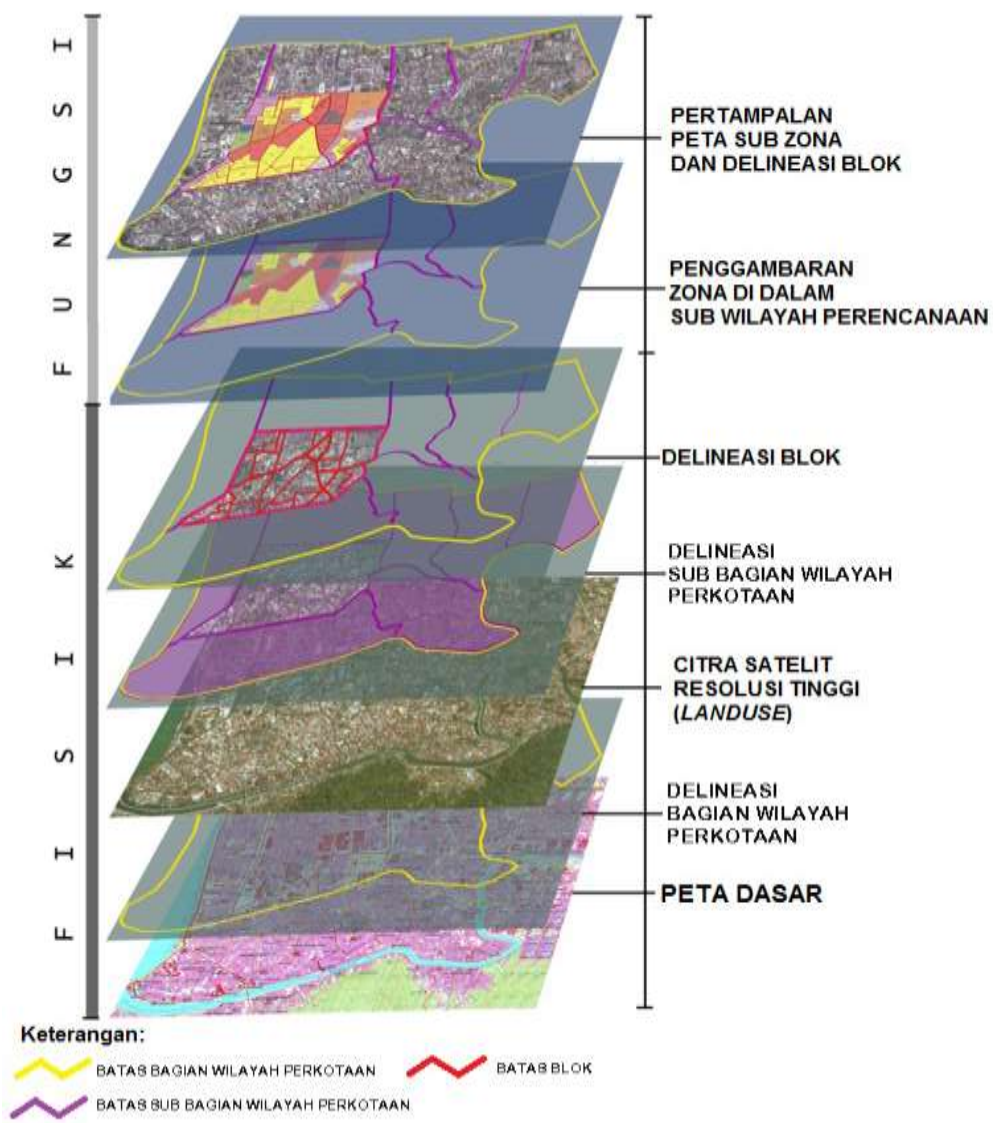 FUNGSI
PERTAMPALAN
PETA SUB ZONA
DAN DELINEASI BLOK
PENGGAMBARAN
ZONA DI DALAM
SUB WILAYAH PERENCANAAN
FISIK
DELINEASI BLOK
DELINEASI
SUB BAGIAN WILAYAH
PERKOTAAN
CITRA SATELIT
RESOLUSI TINGGI
(LANDUSE)
DELINEASI
BAGIAN WILAYAH
PERKOTAAN
PETA DASAR
Keterangan:
BATAS BAGIAN WILAYAH PERKOTAAN
BATAS BLOK
BATAS SUB BAGIAN WILAYAH PERKOTAAN